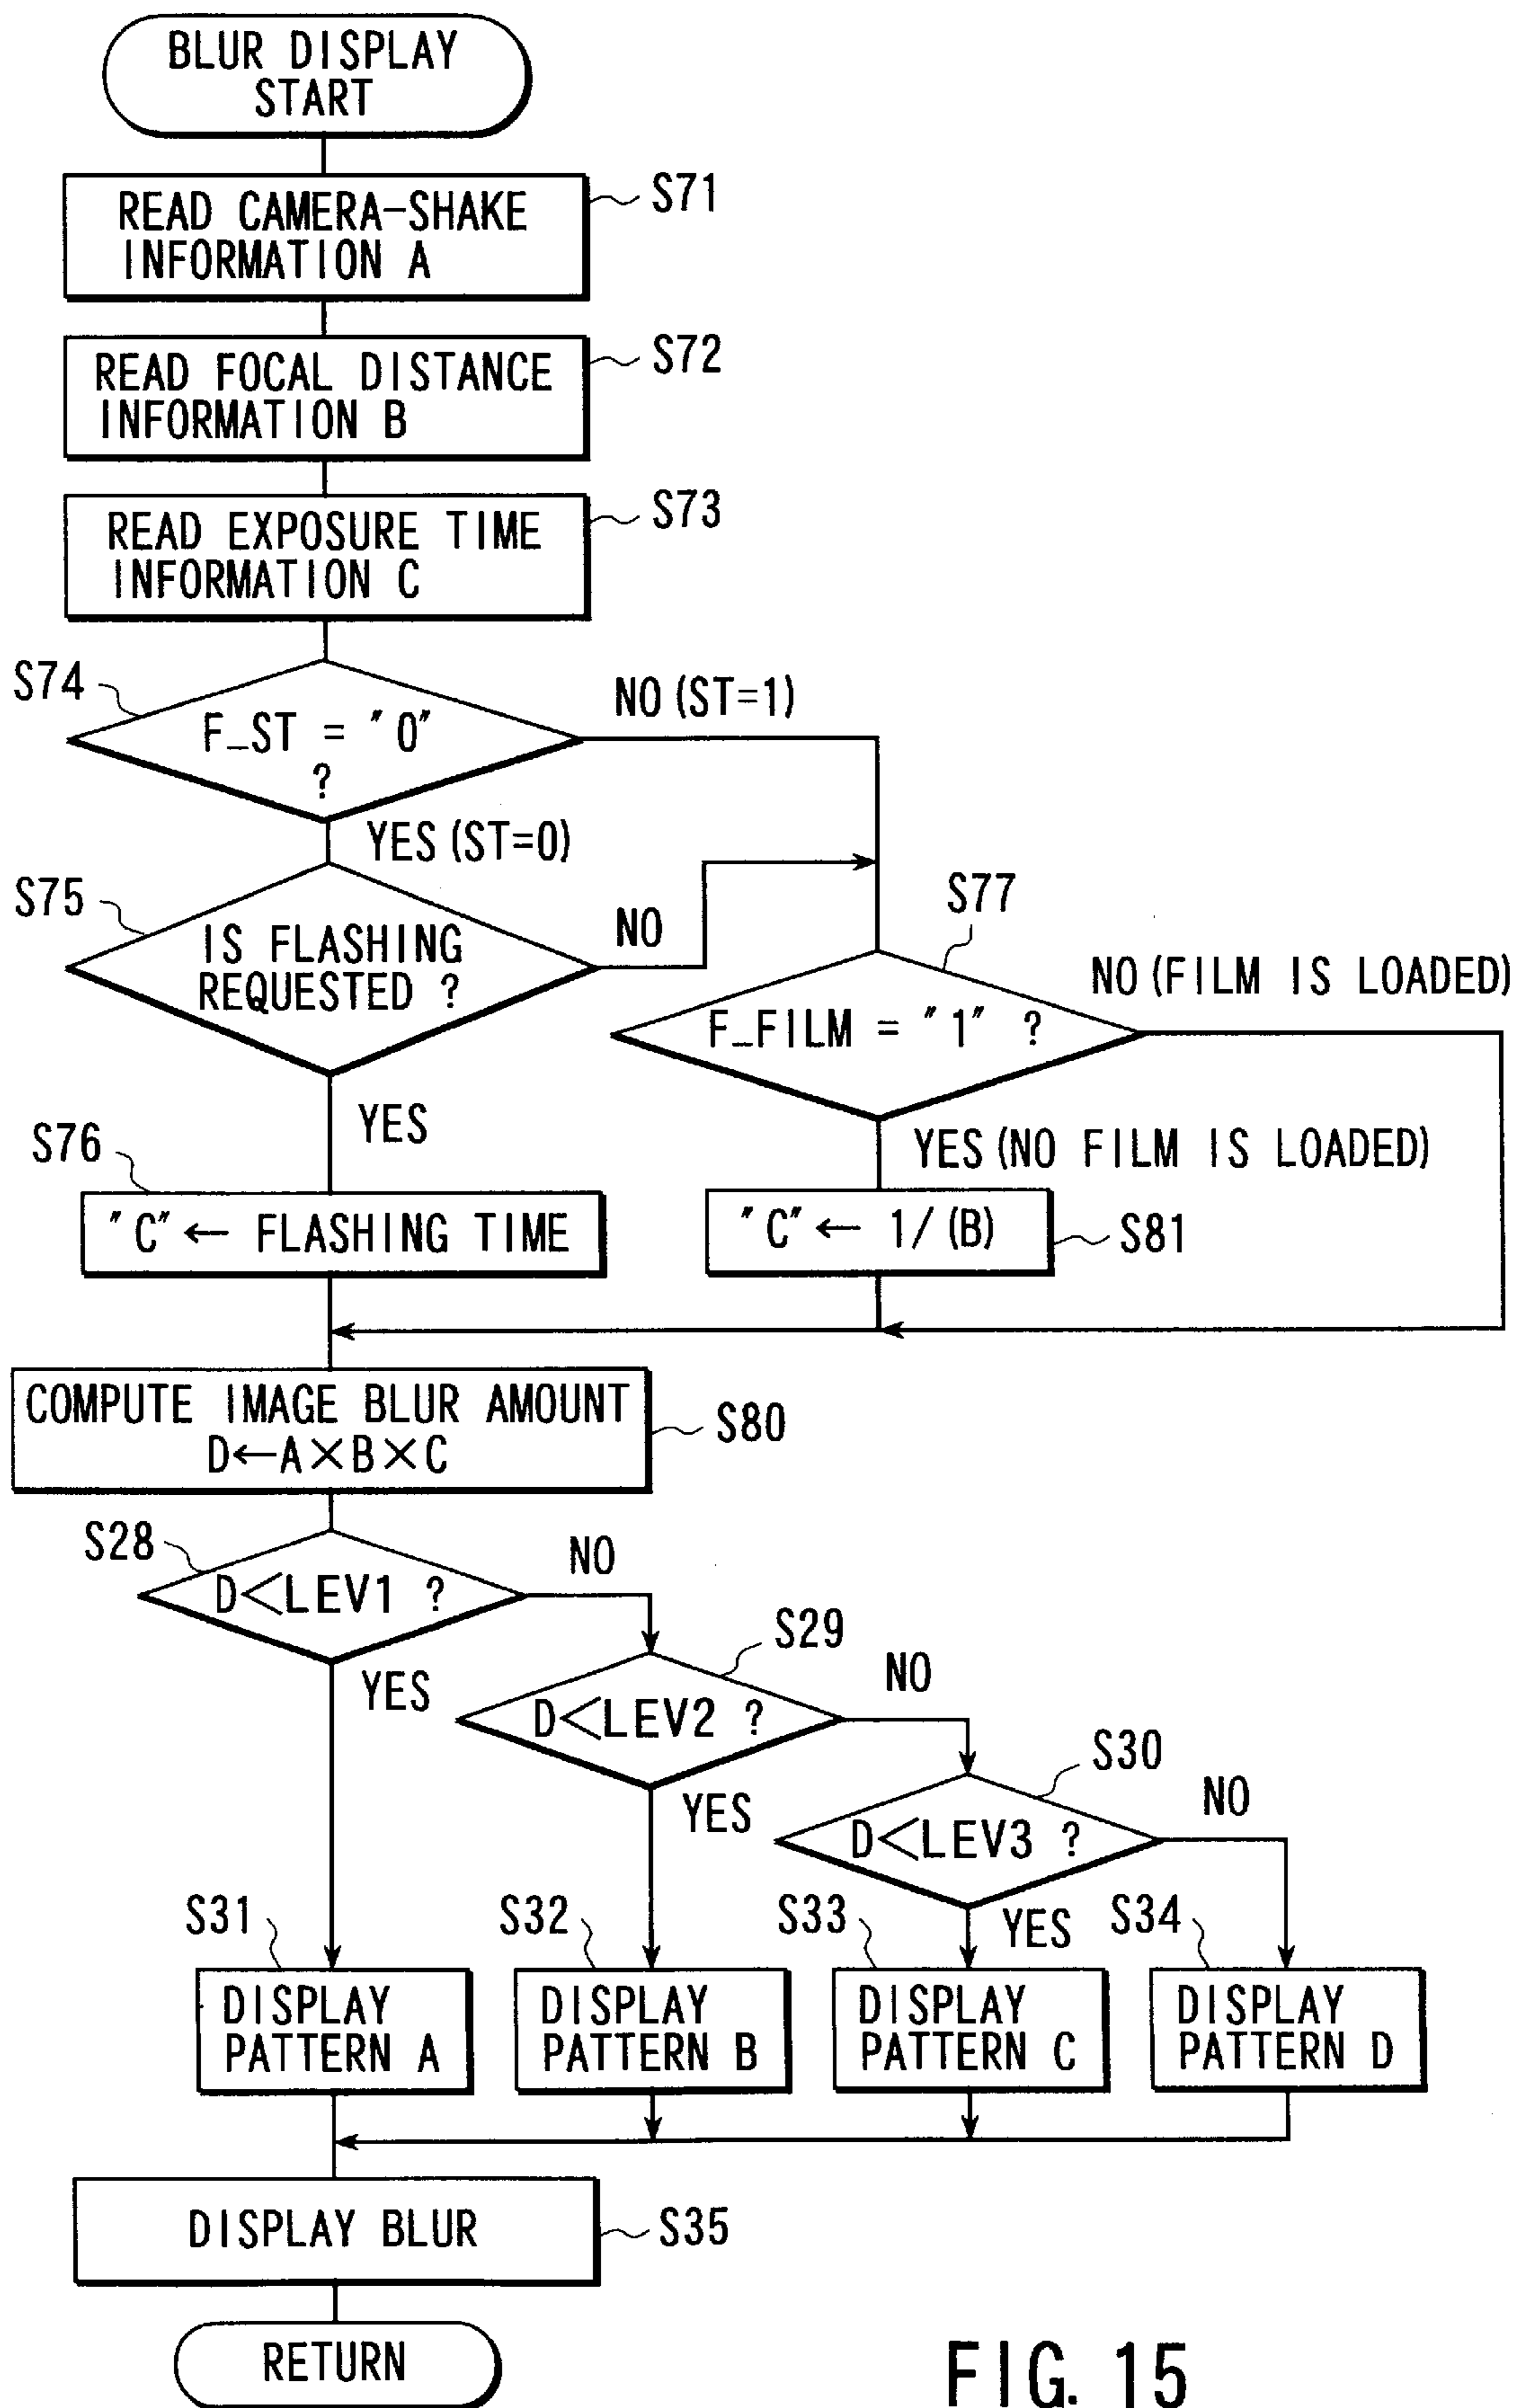 BLUR DISPLAY
START
READ CAMERA-SHAKE
INFORMATION A
S71
READ FOCAL DISTANCE
INFORMATION B
S72
READ EXPOSURE TIME
INFORMATION C
S73
S74
F_ST = "0"
?
NO (ST=1)
YES (ST=0)
S75
IS FLASHING
REQUESTED ?
NO
YES
S77
F_FILM = "1" ?
NO (FILM IS LOADED)
YES (NO FILM IS LOADED)
S76
"C" ← FLASHING TIME
"C" ← 1/(B)
S81
COMPUTE IMAGE BLUR AMOUNT
D←A×B×C
S80
S28
D<LEV1 ?
NO
YES
S29
D<LEV2 ?
NO
YES
S30
D<LEV3 ?
NO
YES
S31
DISPLAY
PATTERN A
S32
DISPLAY
PATTERN B
S33
DISPLAY
PATTERN C
S34
DISPLAY
PATTERN D
DISPLAY BLUR
S35
RETURN
FIG. 15